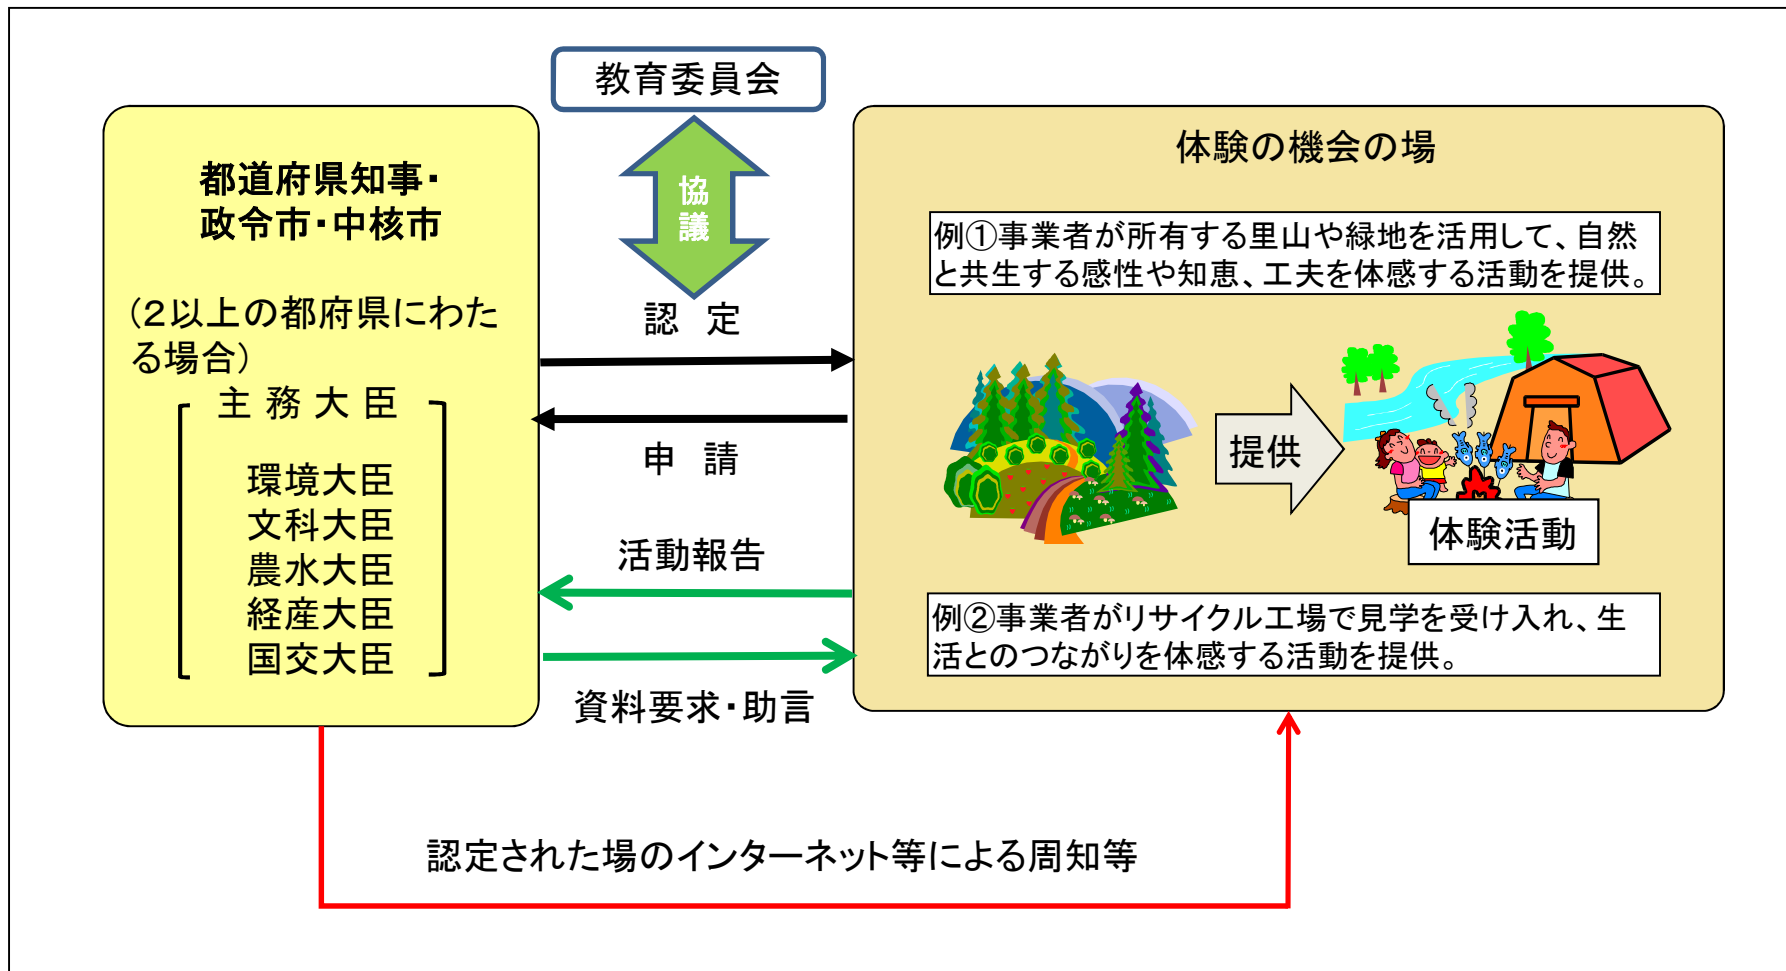 教育委員会
協
議
都道府県知事・
政令市・中核市
(２以上の都府県にわた
る場合)
主 務 大 臣
環境大臣
文科大臣
農水大臣
経産大臣
国交大臣
認 定
申 請
活動報告
資料要求・助言
体験の機会の場
例①事業者が所有する里山や緑地を活用して、自然
と共生する感性や知恵、工夫を体感する活動を提供。
提供
体験活動
例②事業者がリサイクル工場で見学を受け入れ、生
活とのつながりを体感する活動を提供。
認定された場のインターネット等による周知等